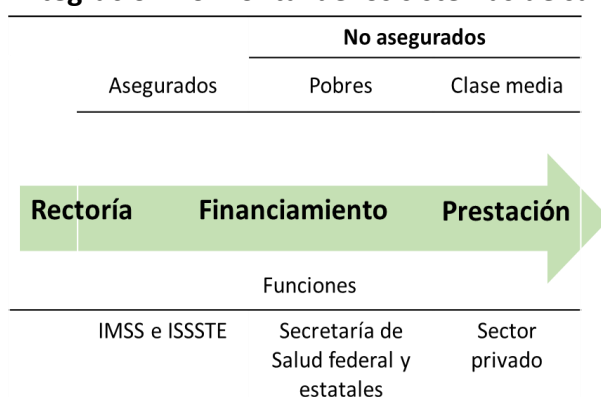 No asegurados
Asegurados Pobres Clase media
Rectoría Financiamiento Prestación
Funciones
IMSS e ISSSTE Secretaría de Sector
Salud federal y privado
estatales